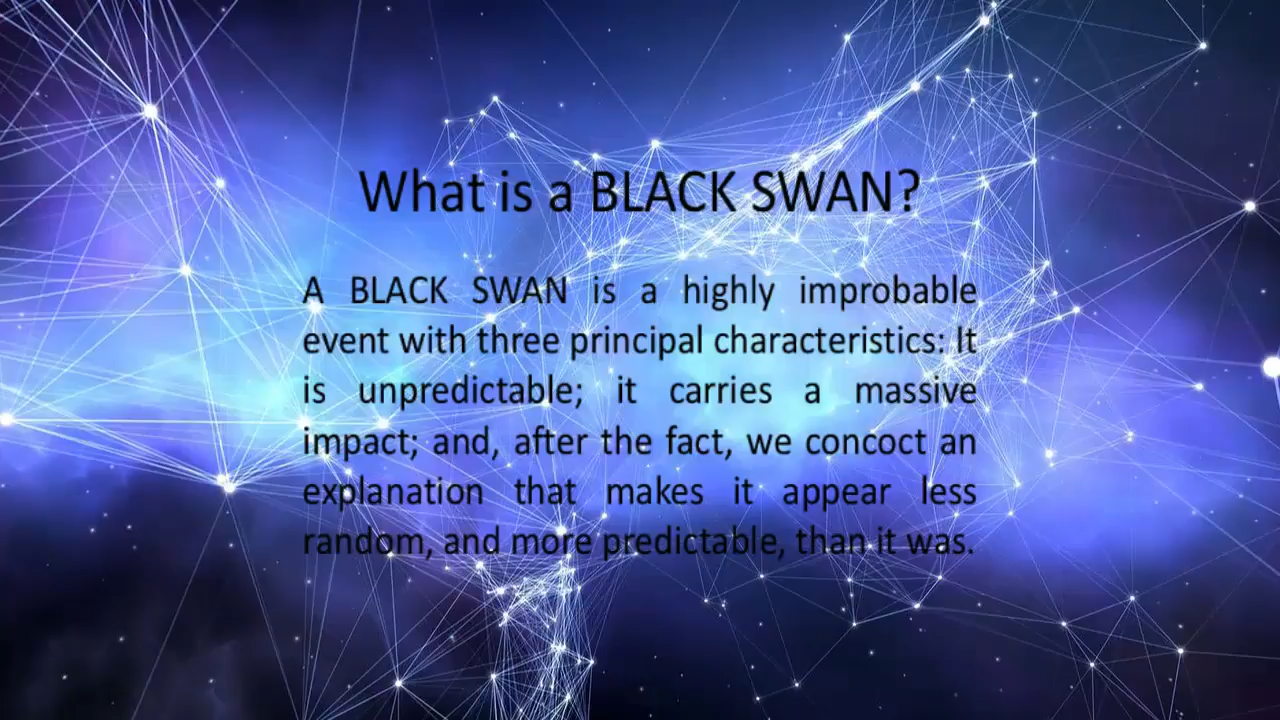 What is a BLACK SWAN?
A BLACK SWAN is a highly improbable
event with three principal characteristics: It
is unpredictable; it carries a massive
impact; and, after the fact, we concoct an
explanation that makes it appear less
random, and more predictable, than it was.